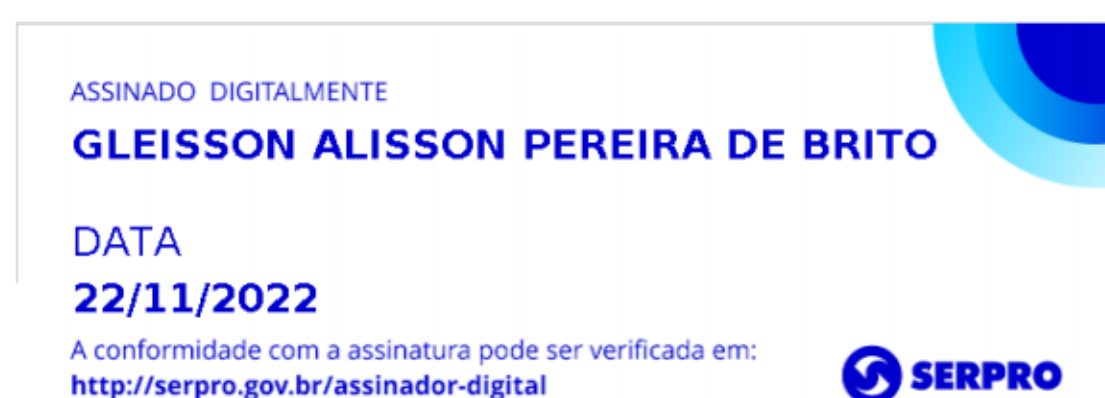 ASSINADO DIGITALMENTE
GLEISSON ALISSON PEREIRA DE BRITO
DATA
22/11/2022
A conformidade com a assinatura pode ser verificada em:
http://serpro.gov.br/assinador-digital
SERPRO